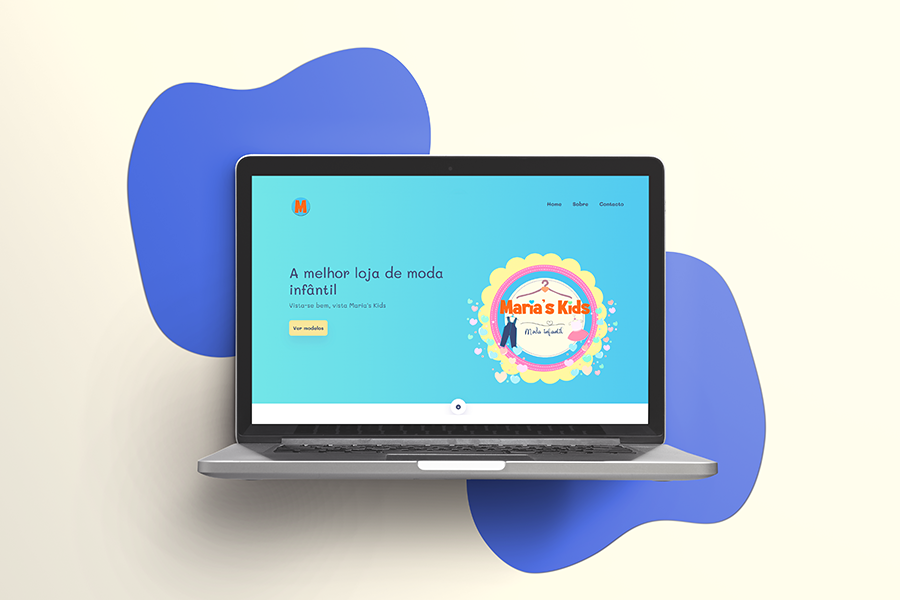 M
Home Sobre Contacto
A melhor loja de moda
infântil
Vista-se bem, vista Maria's Kids
Ver modelos
Maria's Kids
Moda infantil